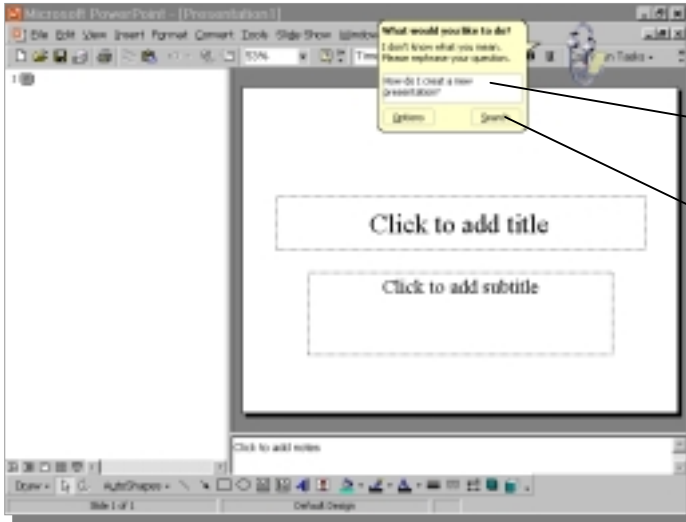 Microsoft PowerPoint - [Presentation1]
File Edit View Insert Format Convert Tools Slide Show Window
53%
What would you like to do?
I don't know what you mean.
Please rephrase your question.
How do I creat a new
presentation?
Options Search
Click to add title
Click to add subtitle
Click to add notes
Draw AutoShapes
Slide 1 of 1 Default Design